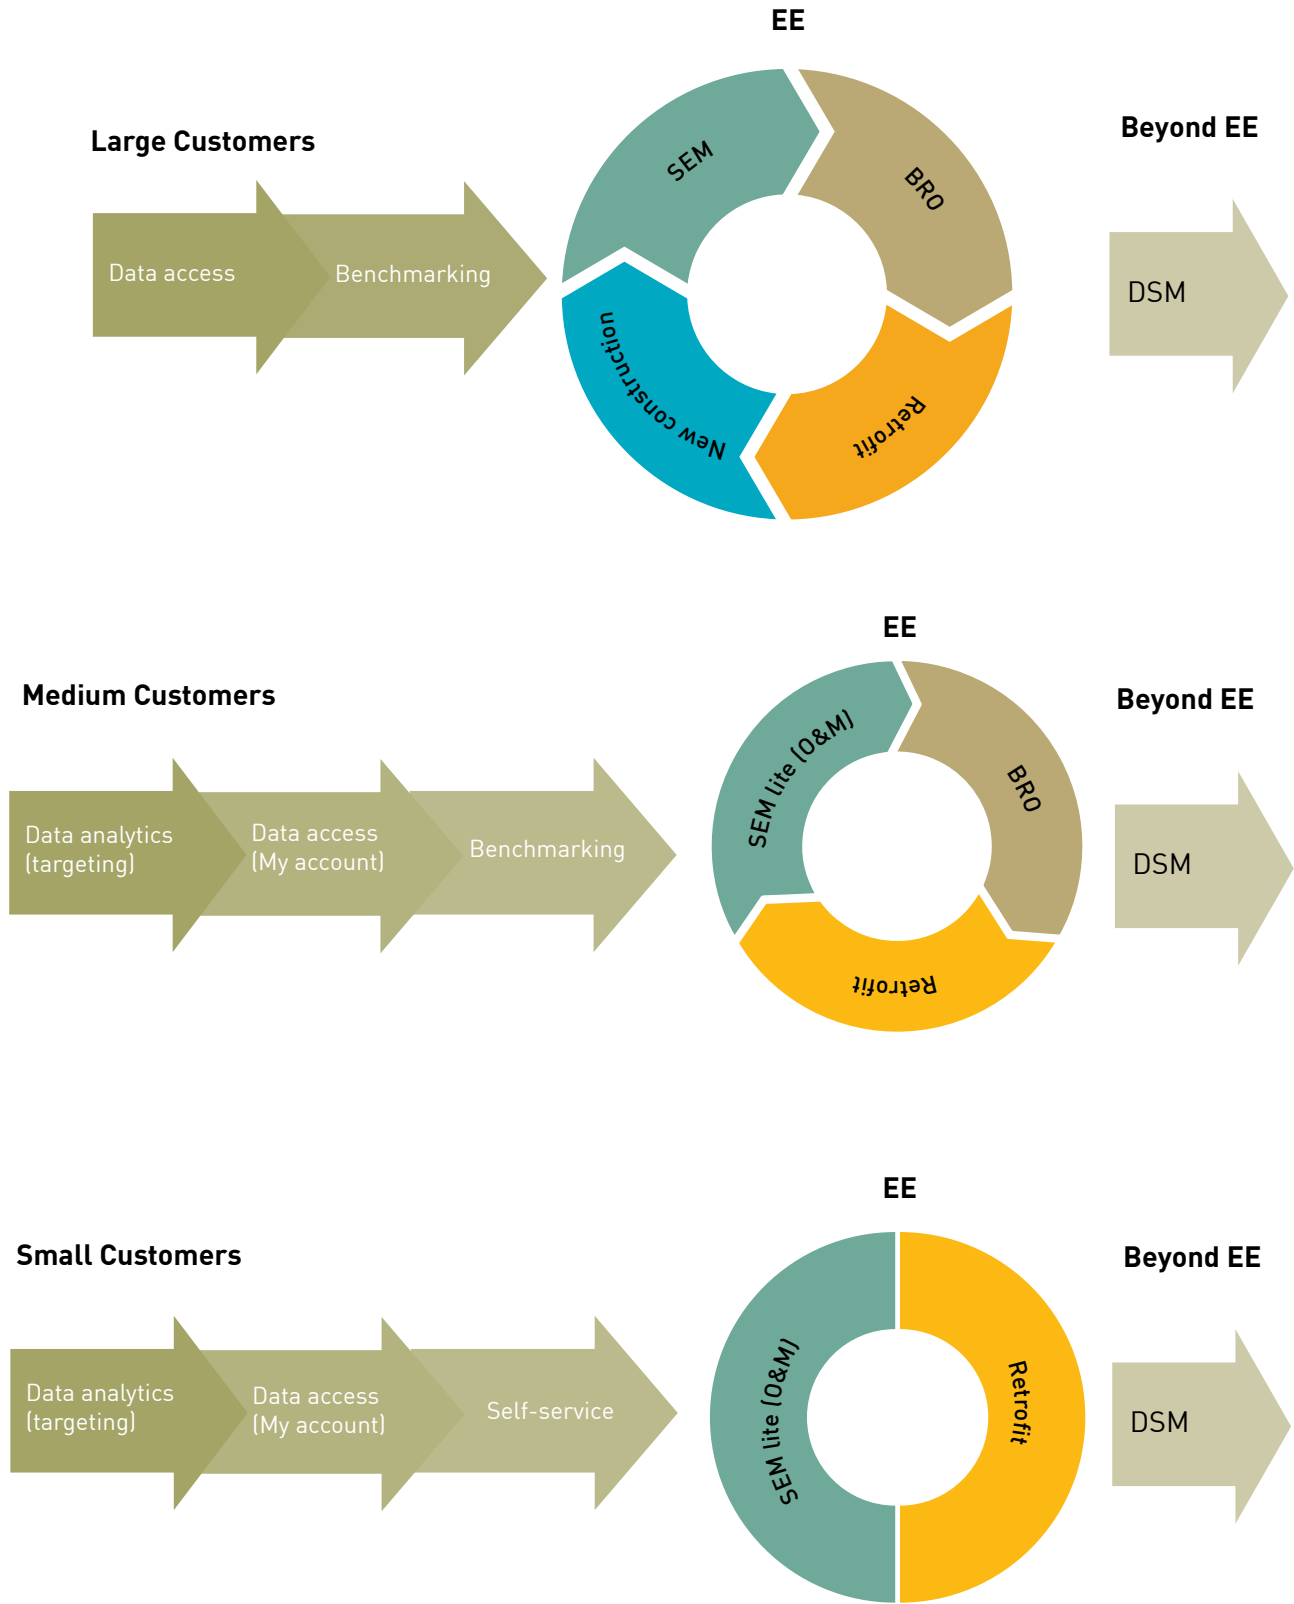 EE
Large Customers
Beyond EE
Data access
Benchmarking
SEM
BRO
Retrofit
New construction
DSM
EE
Medium Customers
Beyond EE
Data analytics
(targeting)
Data access
(My account)
Benchmarking
SEM lite (O&M)
BRO
Retrofit
DSM
EE
Small Customers
Beyond EE
Data analytics
(targeting)
Data access
(My account)
Self-service
SEM lite (O&M)
Retrofit
DSM